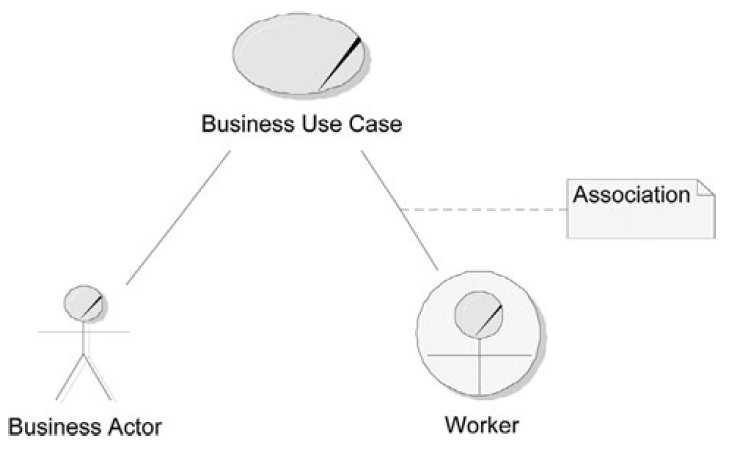 Business Use Case
Association
Business Actor
Worker